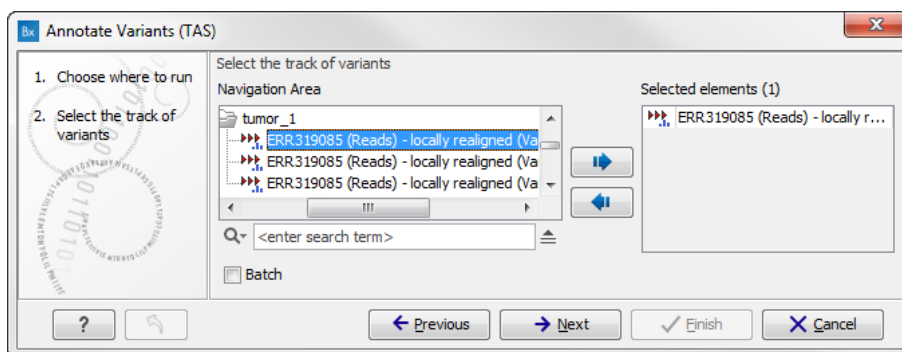 Bx Annotate Variants (TAS)
1. Choose where to run
2. Select the track of
variants
Select the track of variants
Navigation Area
tumor_1
ERR319085 (Reads) - locally realigned (Va
ERR319085 (Reads) - locally realigned (Va
ERR319085 (Reads) - locally realigned (Va
<enter search term>
Batch
Selected elements (1)
ERR319085 (Reads) - locally r...
?
Previous
Next
Finish
Cancel